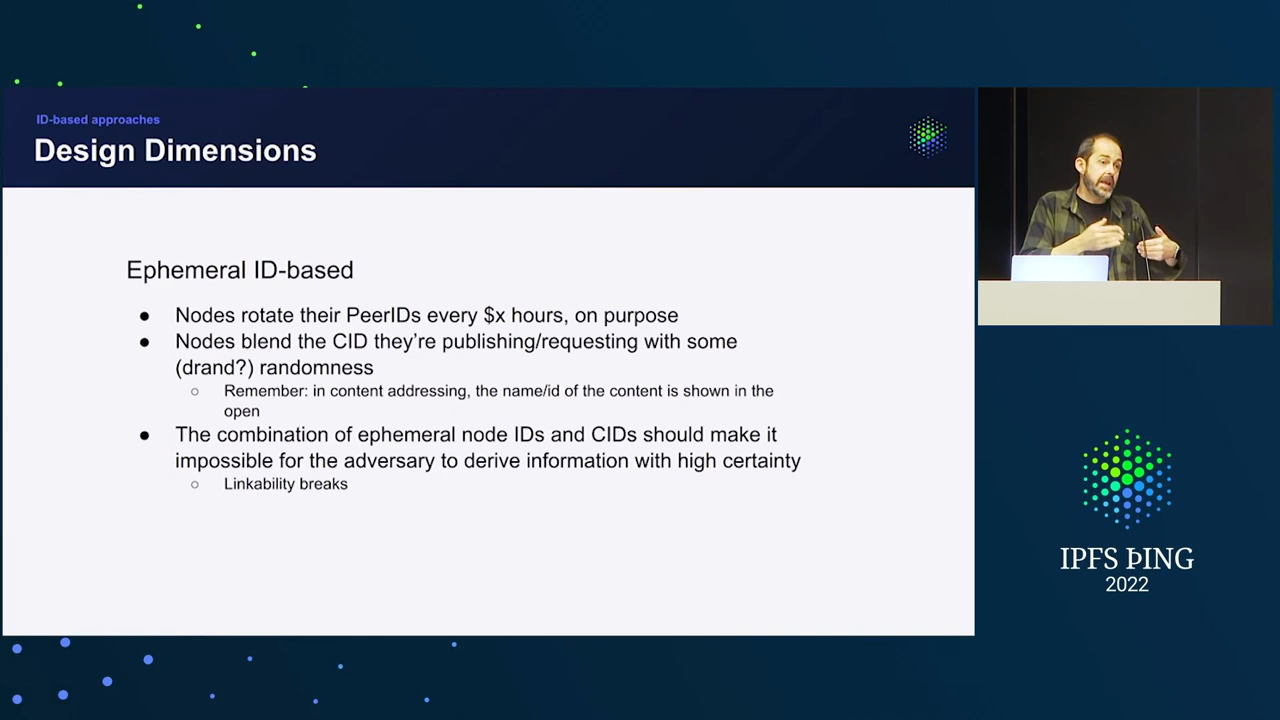 ID-based approaches
Design Dimensions
Ephemeral ID-based
● Nodes rotate their PeerIDs every $x hours, on purpose
● Nodes blend the CID they're publishing/requesting with some
(drand?) randomness
○ Remember: in content addressing, the name/id of the content is shown in the
open
● The combination of ephemeral node IDs and CIDs should make it
impossible for the adversary to derive information with high certainty
○ Linkability breaks
IPFS ÞING
2022